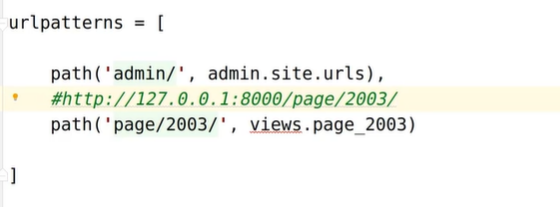 urlpatterns = [
path('admin/', admin.site.urls),
#http://127.0.0.1:8000/page/2003/
path('page/2003/', views.page_2003)
]